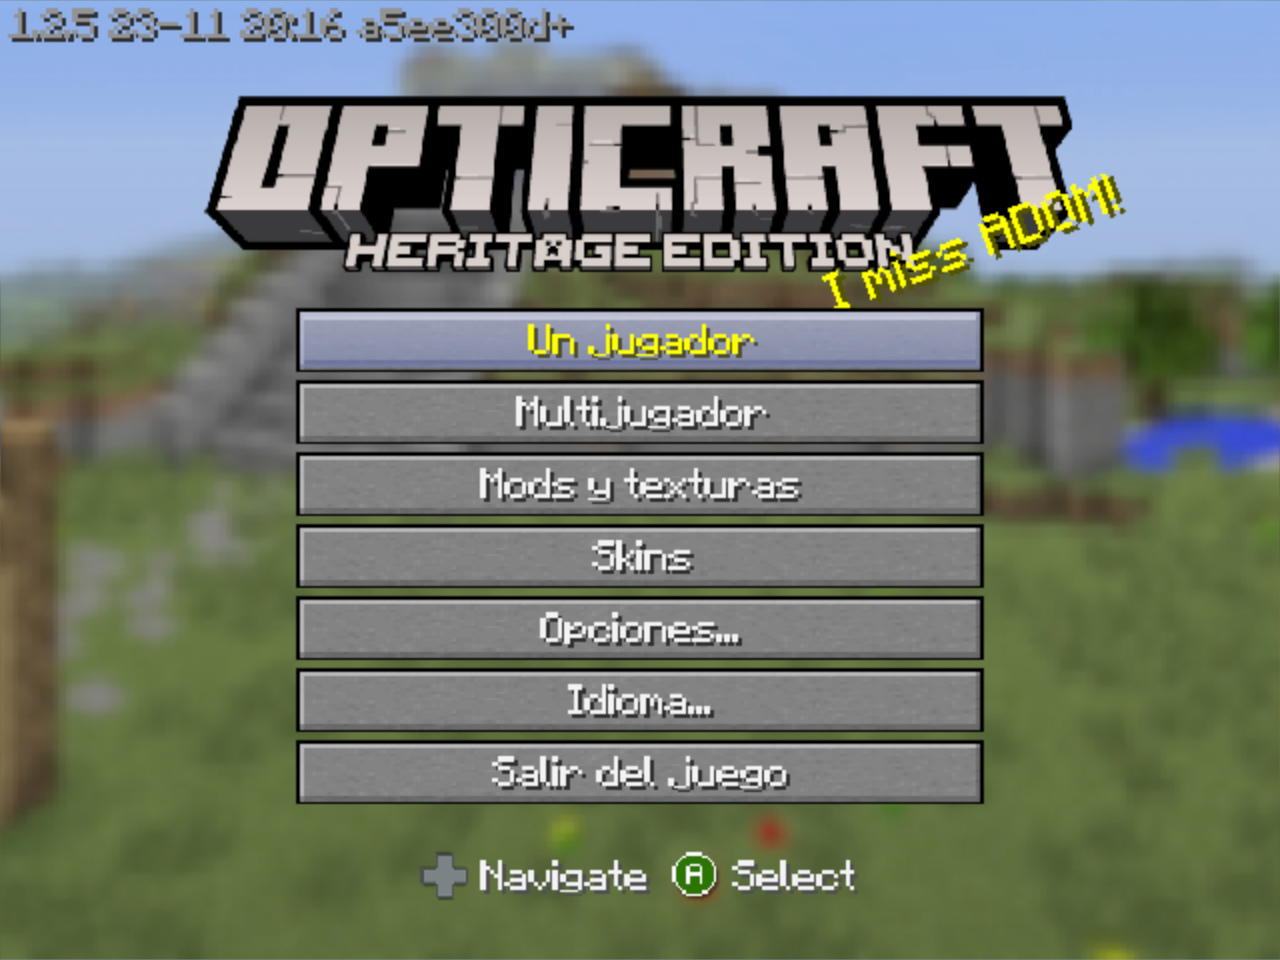 1.2.5 23-11 20:16 a5ee300d+
OPTICRAFT
HERITAGE EDITION
I miss ADOM!
Un jugador
Multijugador
Mods y texturas
Skins
Opciones...
Idioma...
Salir del juego
Navigate A Select